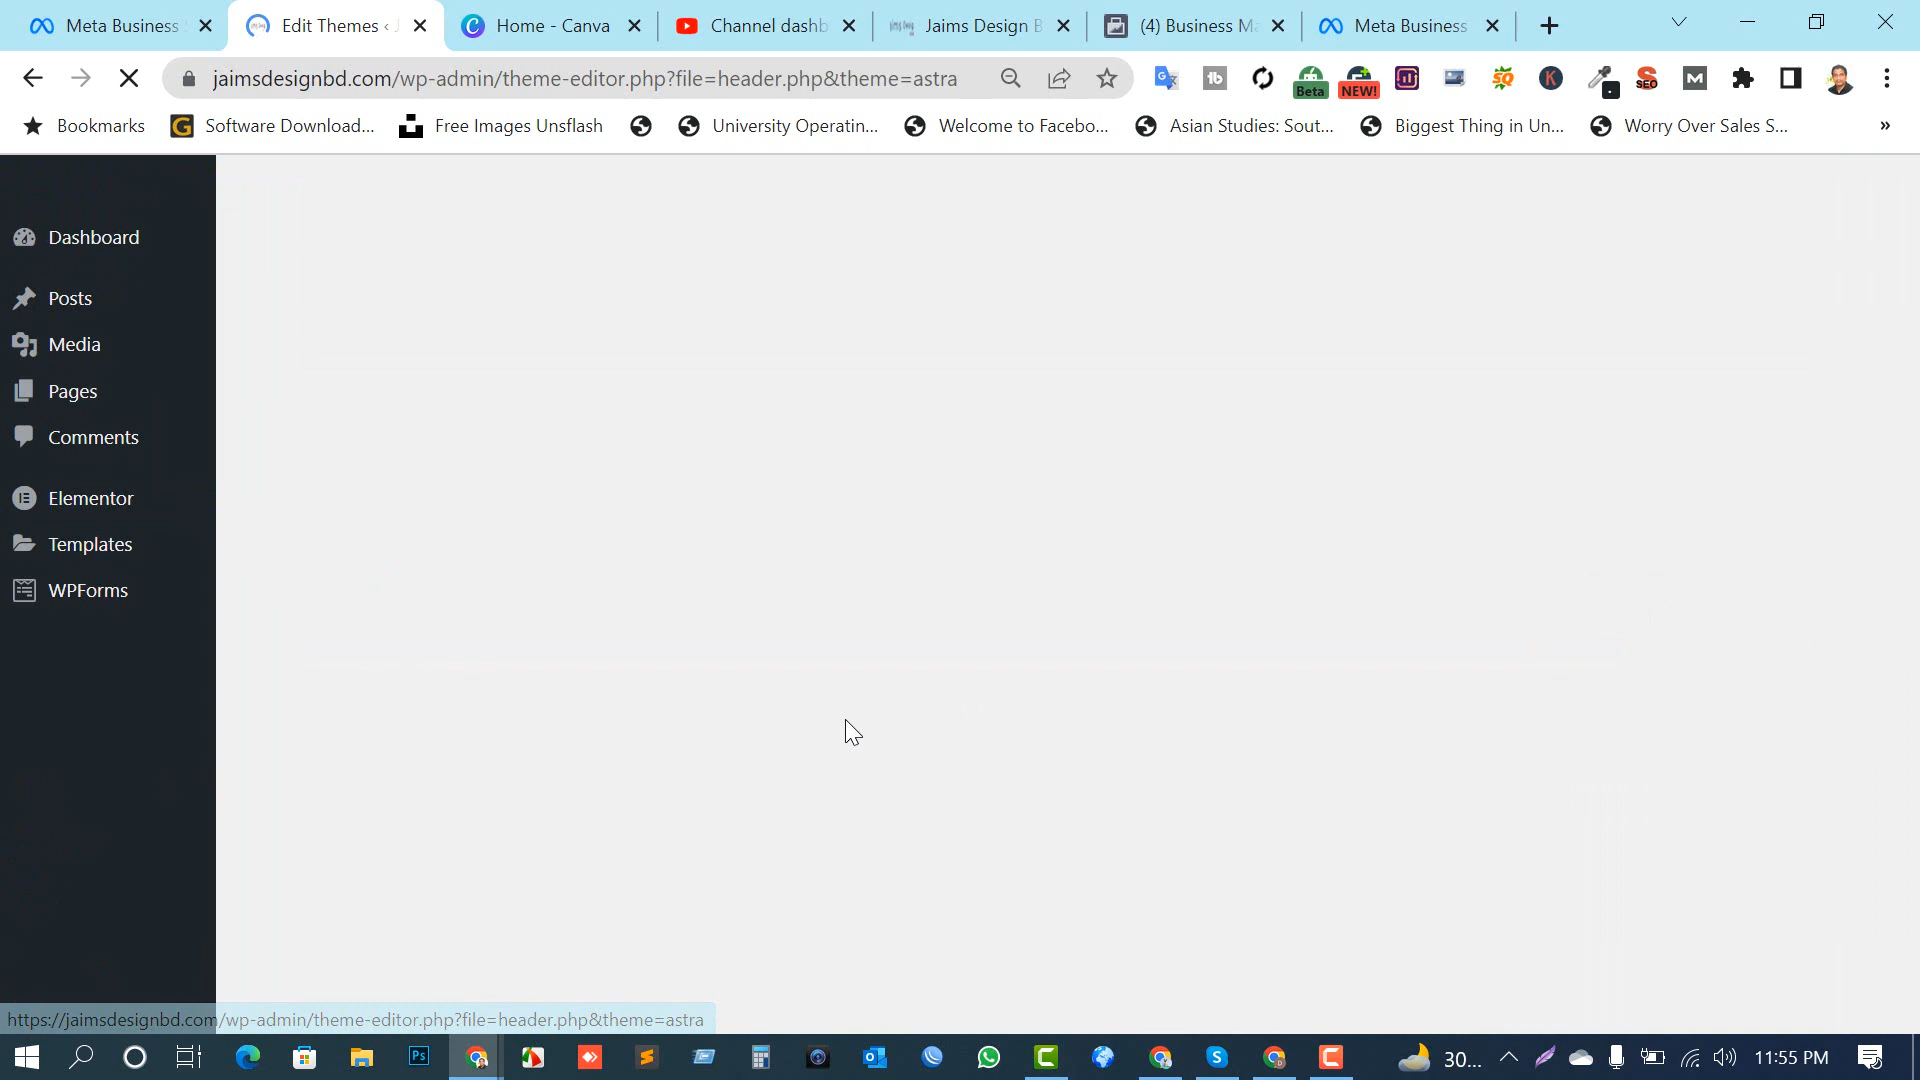 Meta Business
Edit Themes ‹
Home - Canva
Channel dashb
Jaims Design B
(4) Business Ma
Meta Business
jaimsdesignbd.com/wp-admin/theme-editor.php?file=header.php&theme=astra
Beta
NEW!
SEO
Bookmarks
Software Download...
Free Images Unsflash
University Operatin...
Welcome to Facebo...
Asian Studies: Sout...
Biggest Thing in Un...
Worry Over Sales S...
»
Dashboard
Posts
Media
Pages
Comments
Elementor
Templates
WPForms
https://jaimsdesignbd.com/wp-admin/theme-editor.php?file=header.php&theme=astra
Ps
30...
11:55 PM